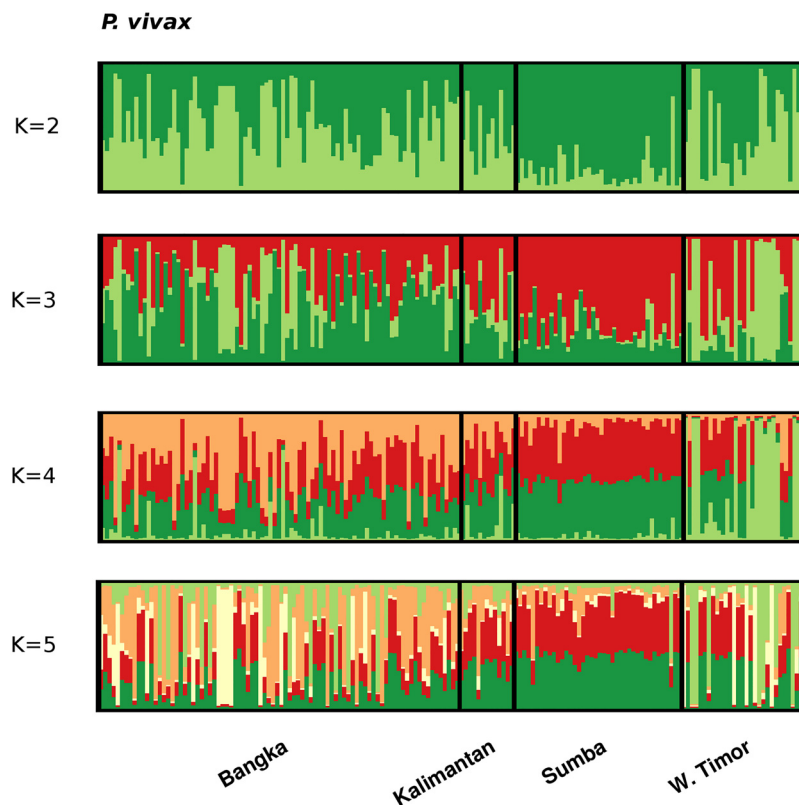 P. vivax
K=2
K=3
K=4
K=5
Bangka
Kalimantan
Sumba
W. Timor